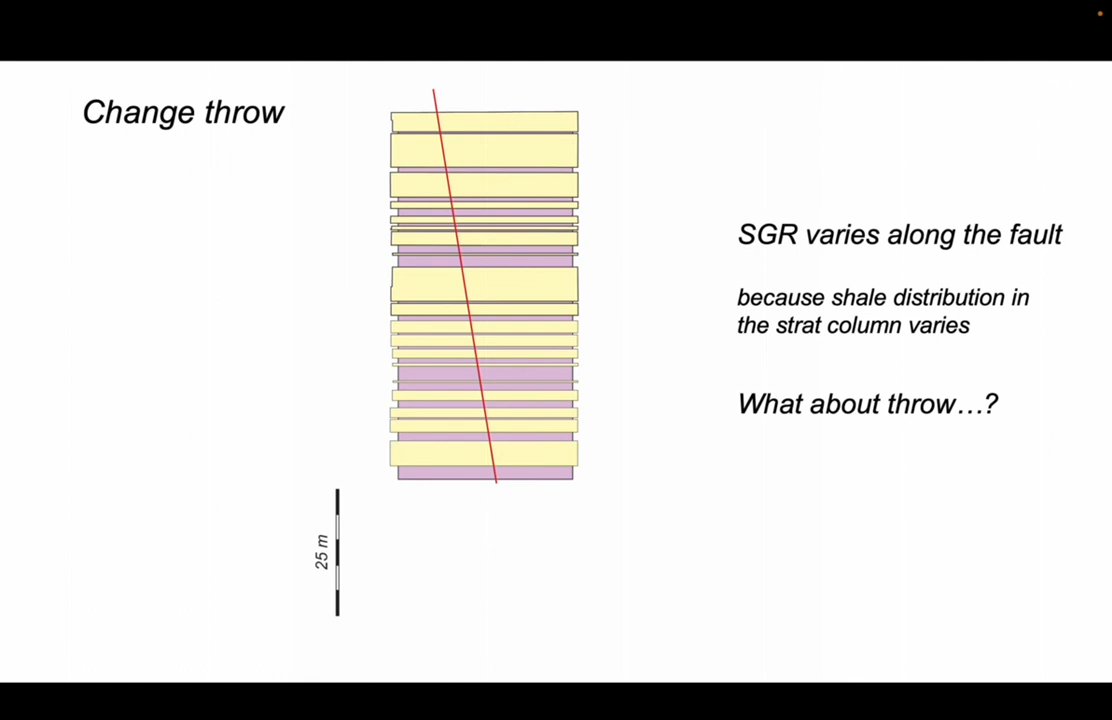 Change throw
SGR varies along the fault
because shale distribution in
the strat column varies
What about throw…?
25 m